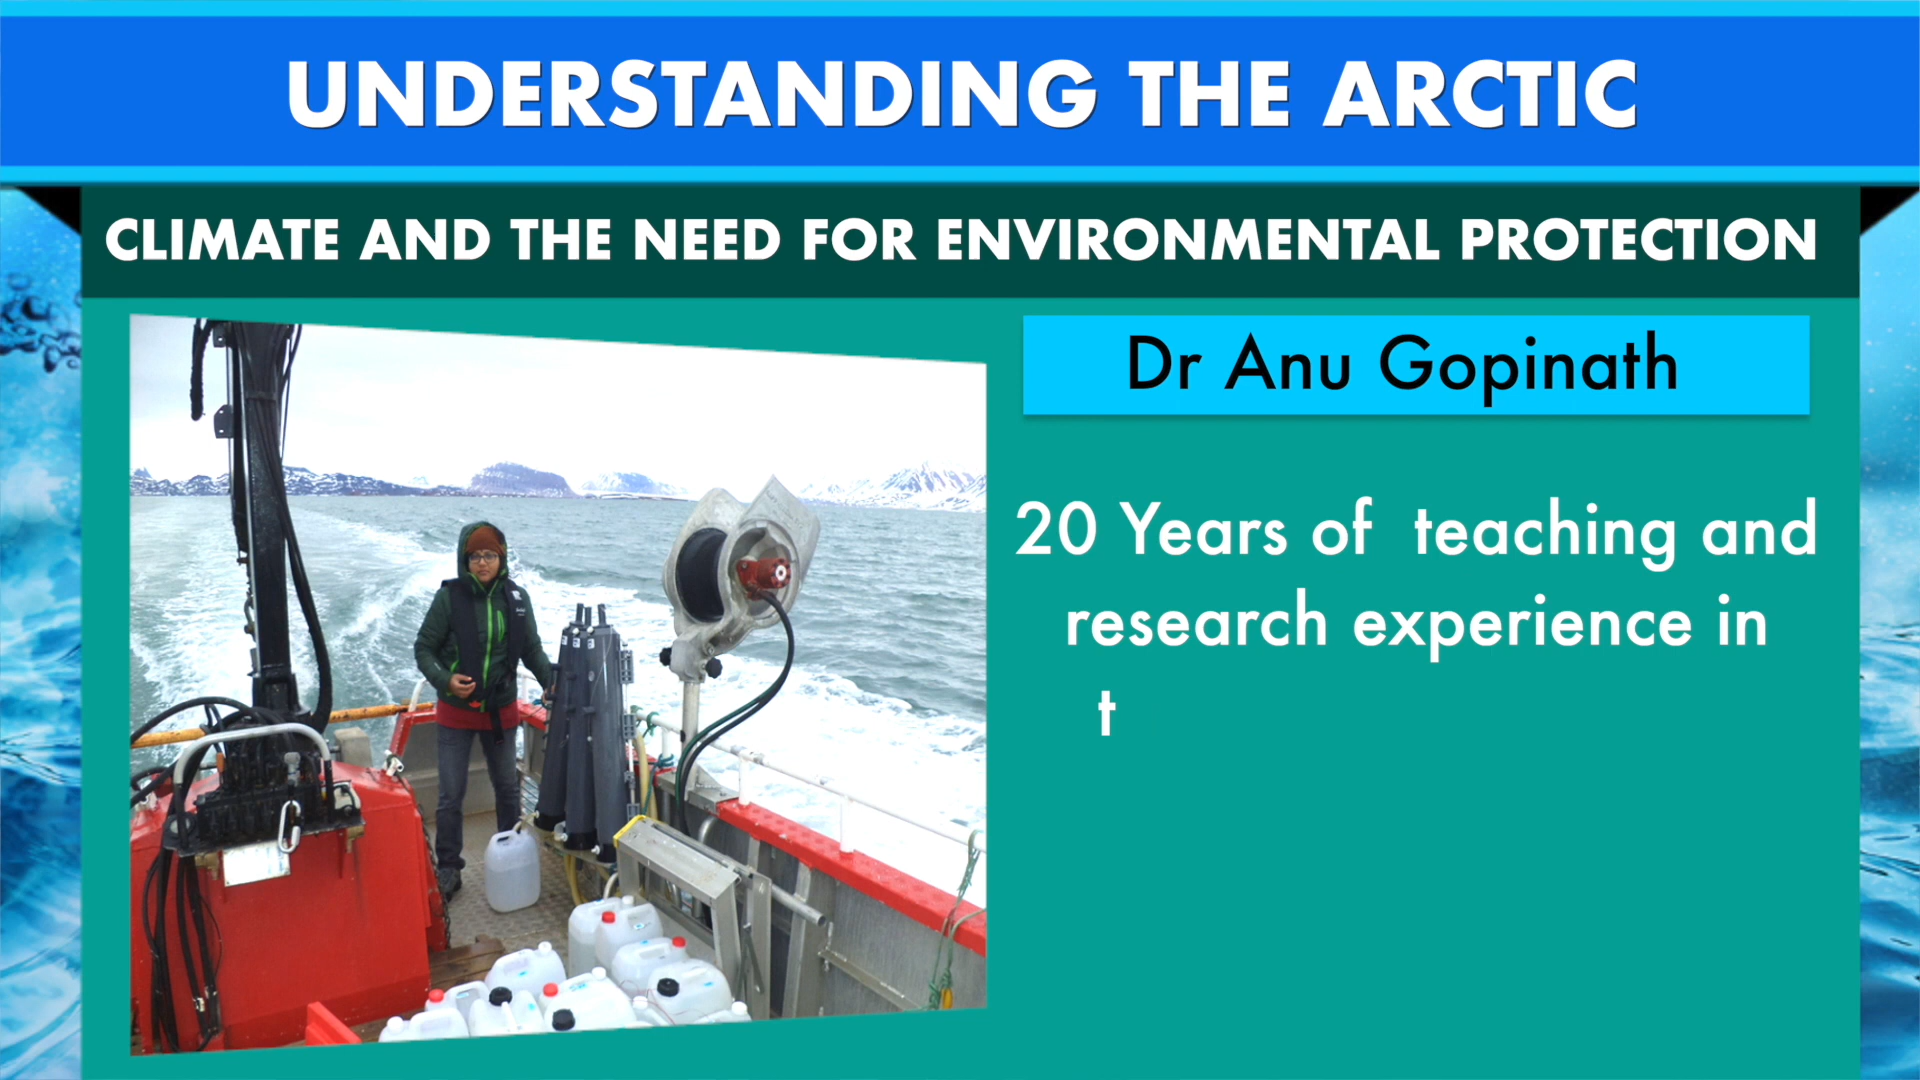 UNDERSTANDING THE ARCTIC
CLIMATE AND THE NEED FOR ENVIRONMENTAL PROTECTION
Dr Anu Gopinath
20 Years of teaching and
research experience in
t